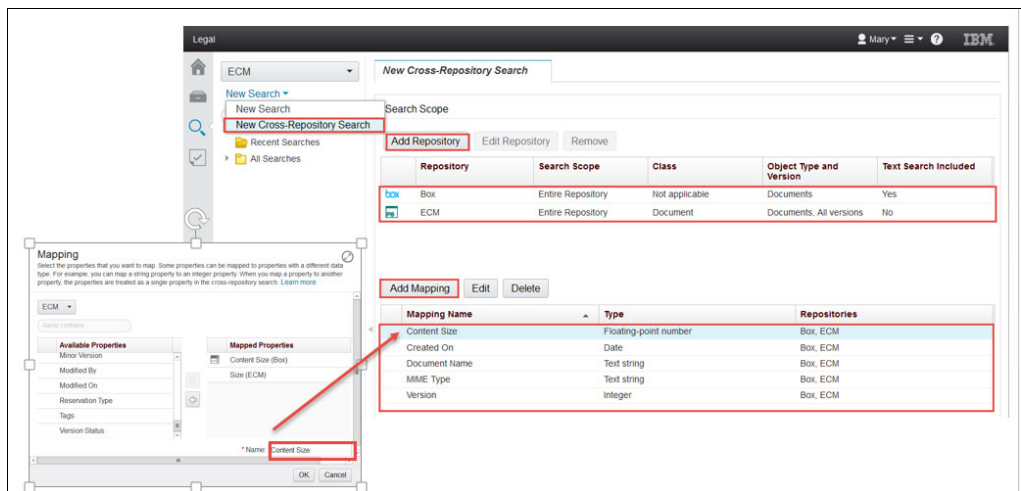 Legal
Mary
IBM
ECM
New Search
New Search
New Cross-Repository Search
Recent Searches
All Searches
New Cross-Repository Search
Search Scope
Add Repository Edit Repository Remove
Repository Search Scope Class Object Type and Version Text Search Included
box Box Entire Repository Not applicable Documents Yes
ECM Entire Repository Document Documents, All versions No
Add Mapping Edit Delete
Mapping Name Type Repositories
Content Size Floating-point number Box, ECM
Created On Date Box, ECM
Document Name Text string Box, ECM
MIME Type Text string Box, ECM
Version Integer Box, ECM
Mapping
Select the properties that you want to map. Some properties can be mapped to properties with a different data
type. For example, you can map a string property to an integer property. When you map a property to another
property, the properties are treated as a single property in the cross-repository search. Learn more
ECM
Name contains
Available Properties
Minor Version
Modified By
Modified On
Reservation Type
Tags
Version Status
Mapped Properties
Content Size (Box)
Size (ECM)
* Name: Content Size
OK Cancel